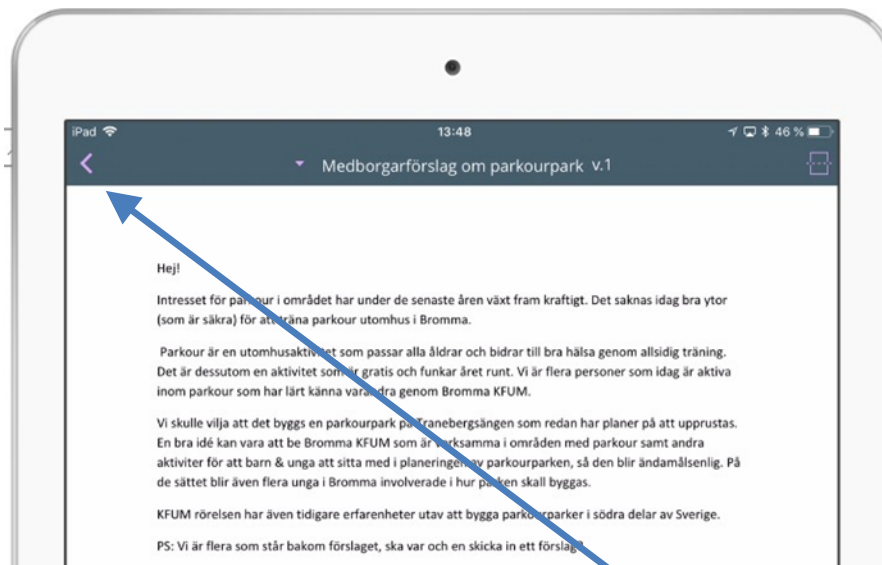 iPad 13:48 46 %
Medborgarförslag om parkourpark v.1
Hej!
Intresset för parkour i området har under de senaste åren växt fram kraftigt. Det saknas idag bra ytor
(som är säkra) för att träna parkour utomhus i Bromma.
Parkour är en utomhusaktivitet som passar alla åldrar och bidrar till bra hälsa genom allsidig träning.
Det är dessutom en aktivitet som är gratis och funkar året runt. Vi är flera personer som idag är aktiva
inom parkour som har lärt känna varandra genom Bromma KFUM.
Vi skulle vilja att det byggs en parkourpark på Tranebergsängen som redan har planer på att upprustas.
En bra idé kan vara att be Bromma KFUM som är verksamma i områden med parkour samt andra
aktiviter för att barn & unga att sitta med i planeringen av parkourparken, så den blir ändamålsenlig. På
de sättet blir även flera unga i Bromma involverade i hur parken skall byggas.
KFUM rörelsen har även tidigare erfarenheter utav att bygga parkourparker i södra delar av Sverige.
PS: Vi är flera som står bakom förslaget, ska var och en skicka in ett förslag?